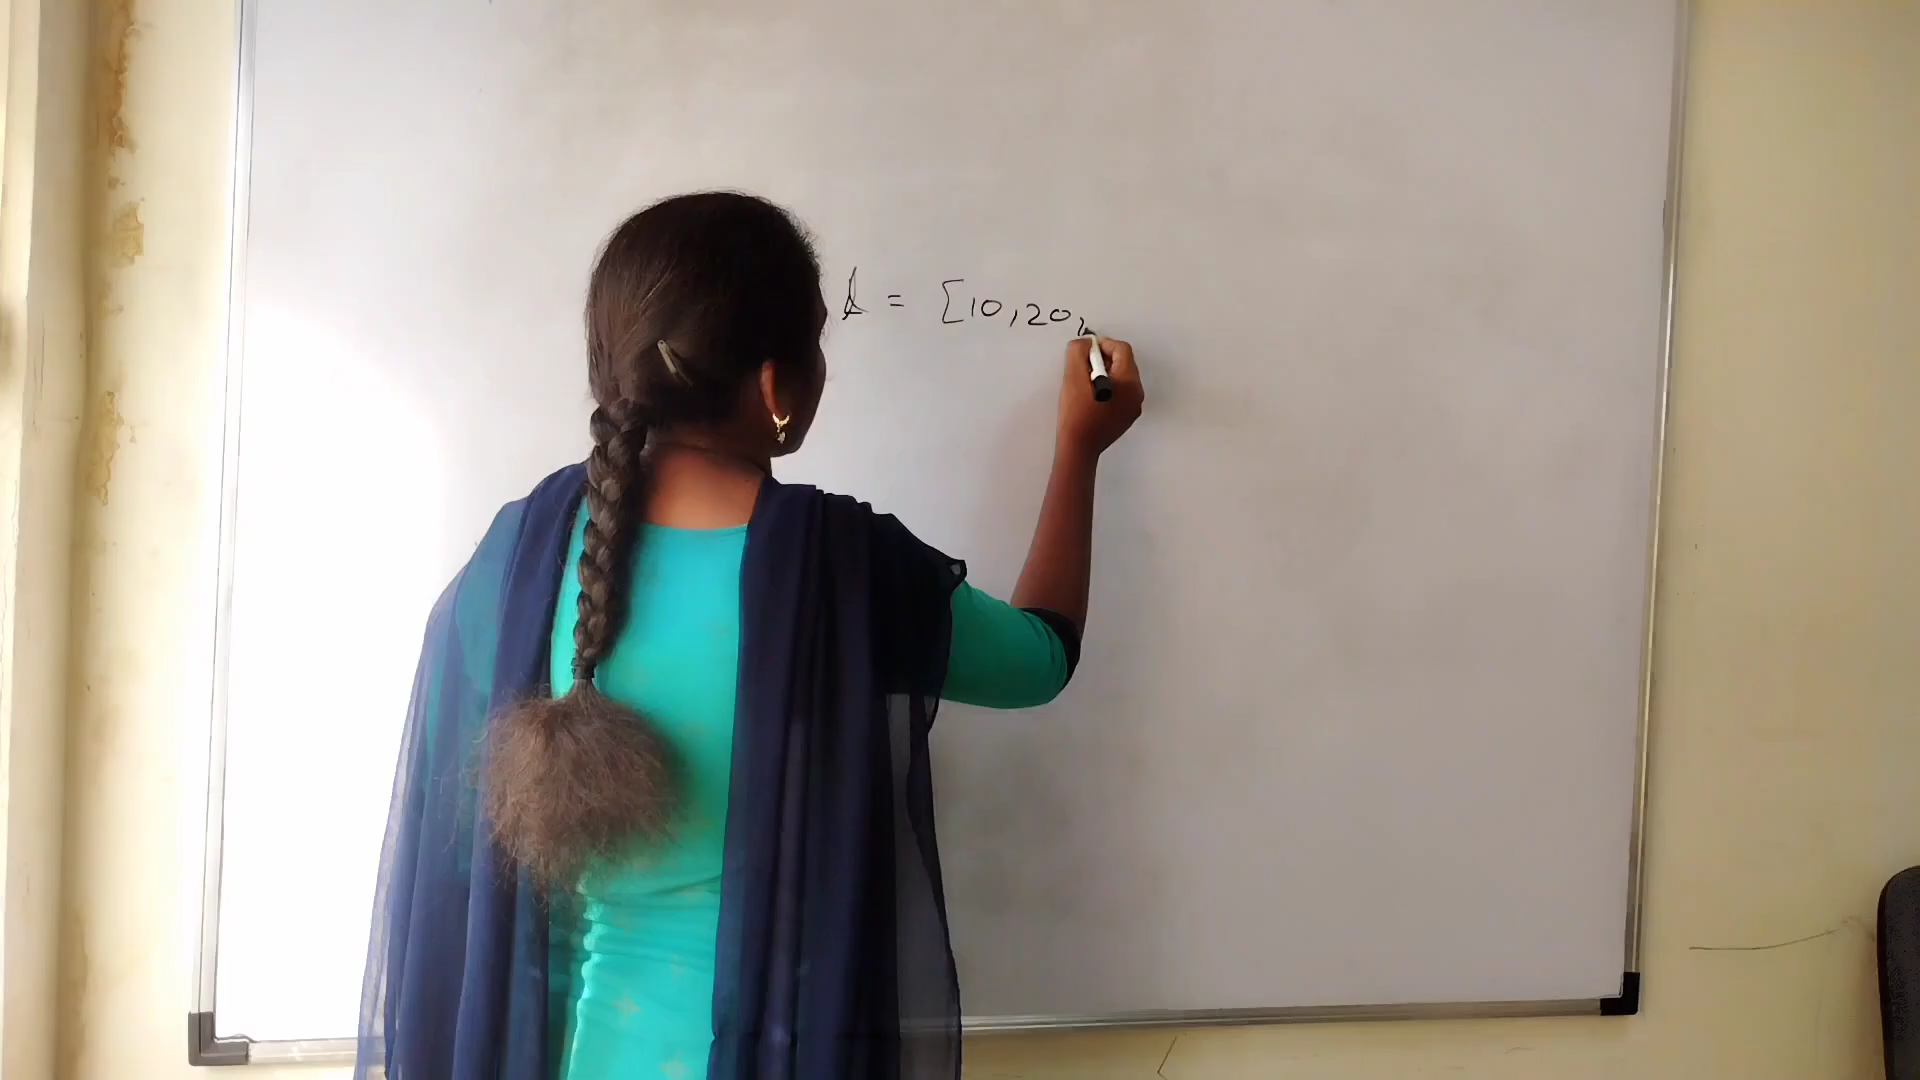 l = [10,20,